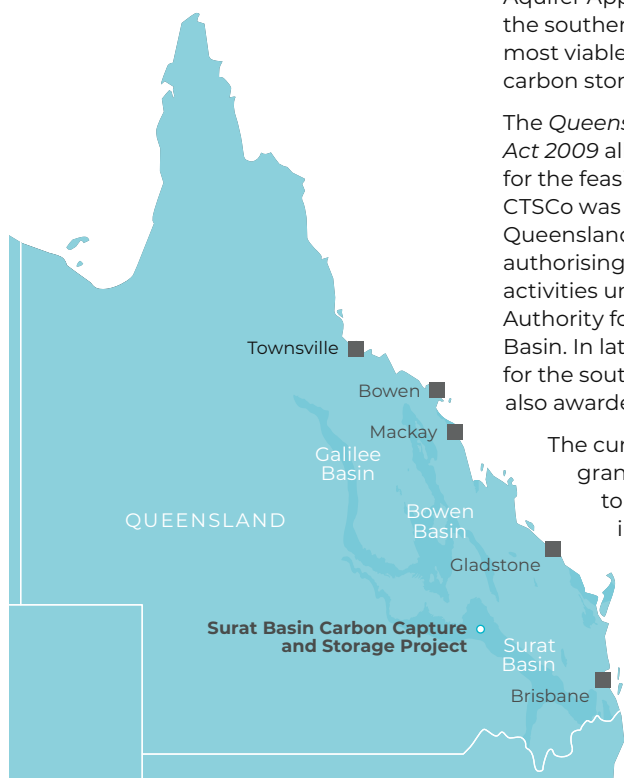 Aquifer App
the souther
most viable
carbon stor
The Queens
Act 2009 al
for the feas
CTSCo was
Queensland
authorising
activities un
Authority fo
Basin. In lat
for the sout
also awarde
The cur
gran
to
i
Townsville
Bowen
Mackay
Galilee
Basin
QUEENSLAND
Bowen
Basin
Gladstone
Surat Basin Carbon Capture
and Storage Project
Surat
Basin
Brisbane